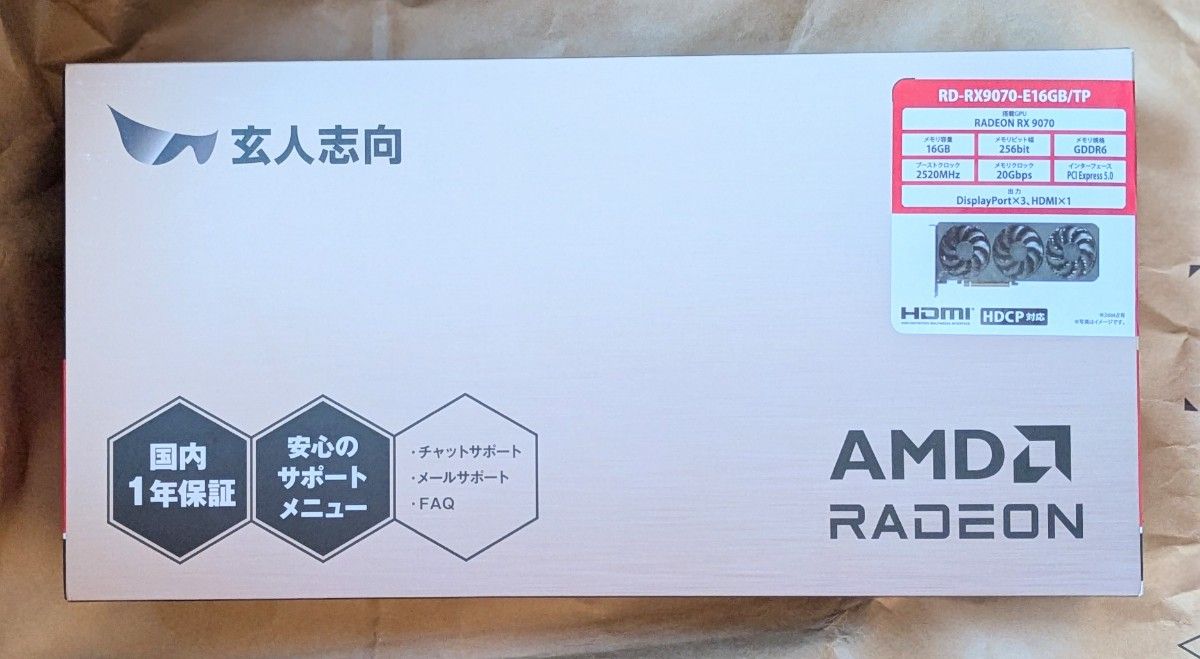 玄人志向
RD-RX9070-E16GB/TP
搭載GPU
RADEON RX 9070
メモリ容量
16GB
メモリビット幅
256bit
メモリ規格
GDDR6
ブーストクロック
2520MHz
メモリクロック
20Gbps
インターフェース
PCI Express 5.0
出力
DisplayPort×3、HDMI×1
HDMI
HDCP 対応
※写真はイメージです。
国内
1年保証
安心の
サポート
メニュー
・チャットサポート
・メールサポート
・FAQ
AMD
RADEON